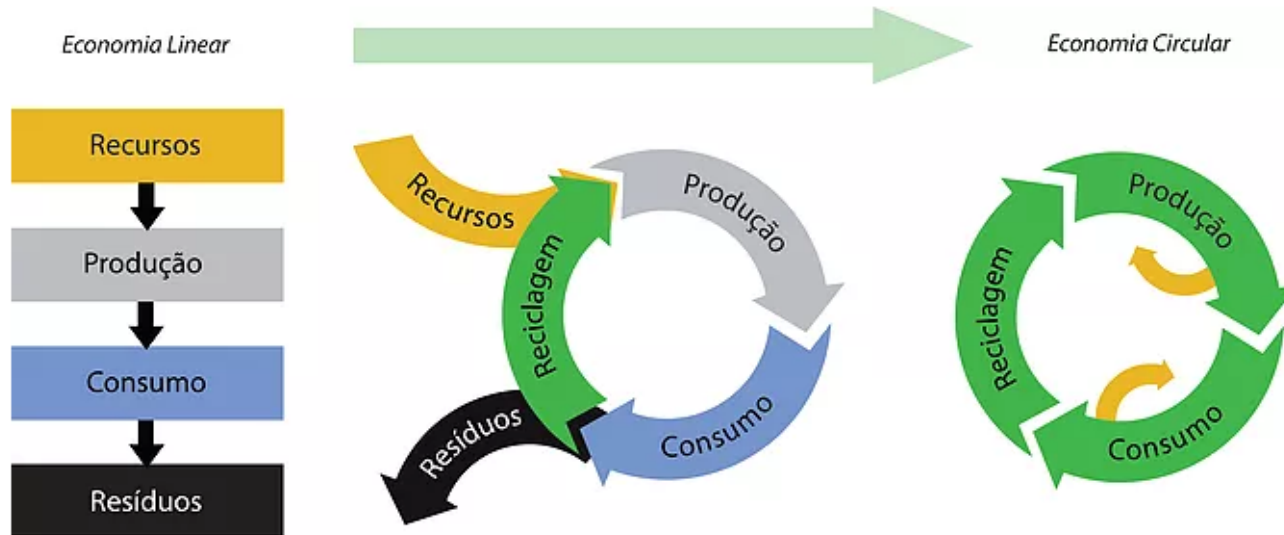 Economia Linear
Economia Circular
Recursos
Produção
Consumo
Resíduos
Recursos
Produção
Reciclagem
Consumo
Resíduos
Produção
Reciclagem
Consumo